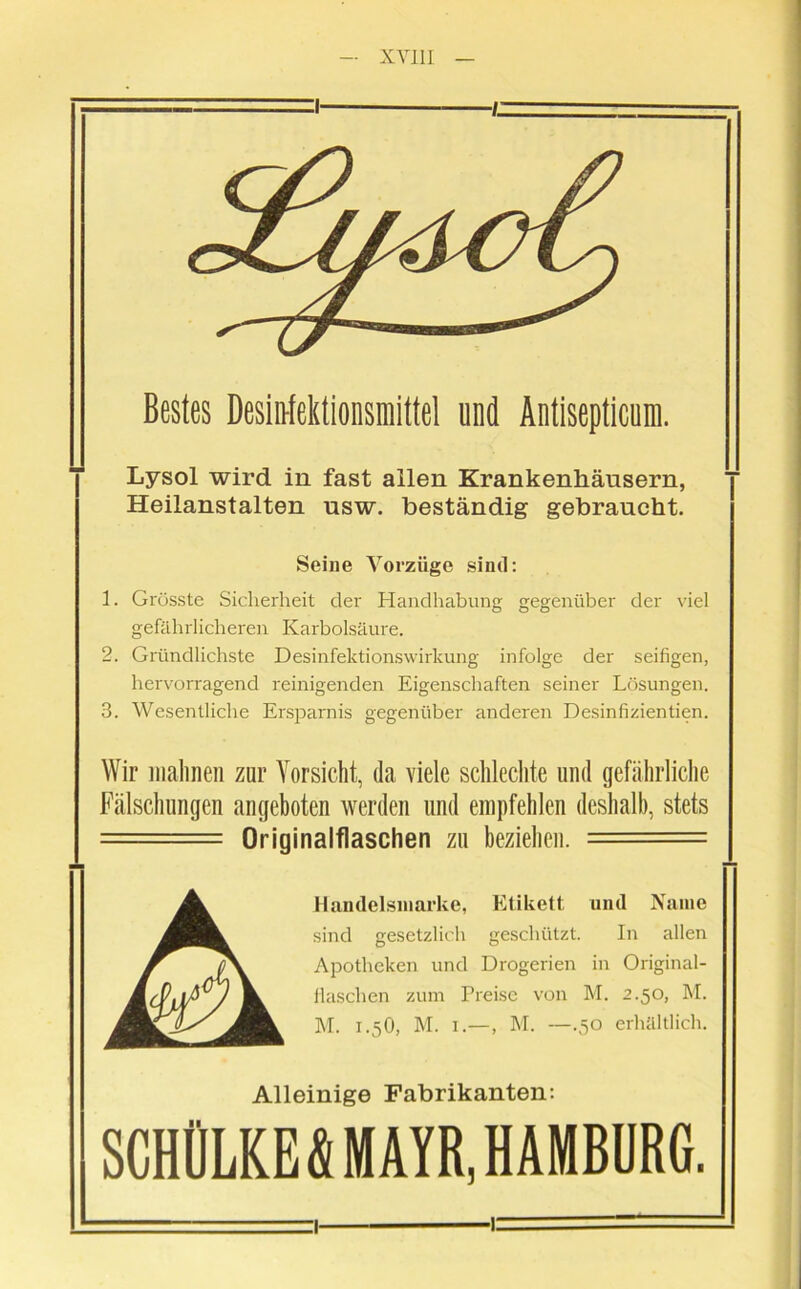 — XVIII —
Lysol
Bestes Desinfektionsmittel und Antisepticum.
Lysol wird in fast allen Krankenhäusern,
Heilanstalten usw. beständig gebraucht.
Seine Vorzüge sind:
1. Grösste Sicherheit der Handhabung gegenüber der viel
gefährlicheren Karbolsäure.
2. Gründlichste Desinfektionswirkung infolge der seifigen,
hervorragend reinigenden Eigenschaften seiner Lösungen.
3. Wesentliche Ersparnis gegenüber anderen Desinfizientien.
Wir mahnen zur Vorsicht, da viele schlechte und gefährliche
Fälschungen angeboten werden und empfehlen deshalb, stets
Originalflaschen zu beziehen.
Handelsmarke, Etikett und Name
sind gesetzlich geschützt. In allen
Apotheken und Drogerien in Original-
flaschen zum Preise von M. 2.50, M.
M. 1.50, M. 1.—, M. —.50 erhältlich.
Lysol
Alleinige Fabrikanten:
SCHÜLKE & MAYR, HAMBURG.